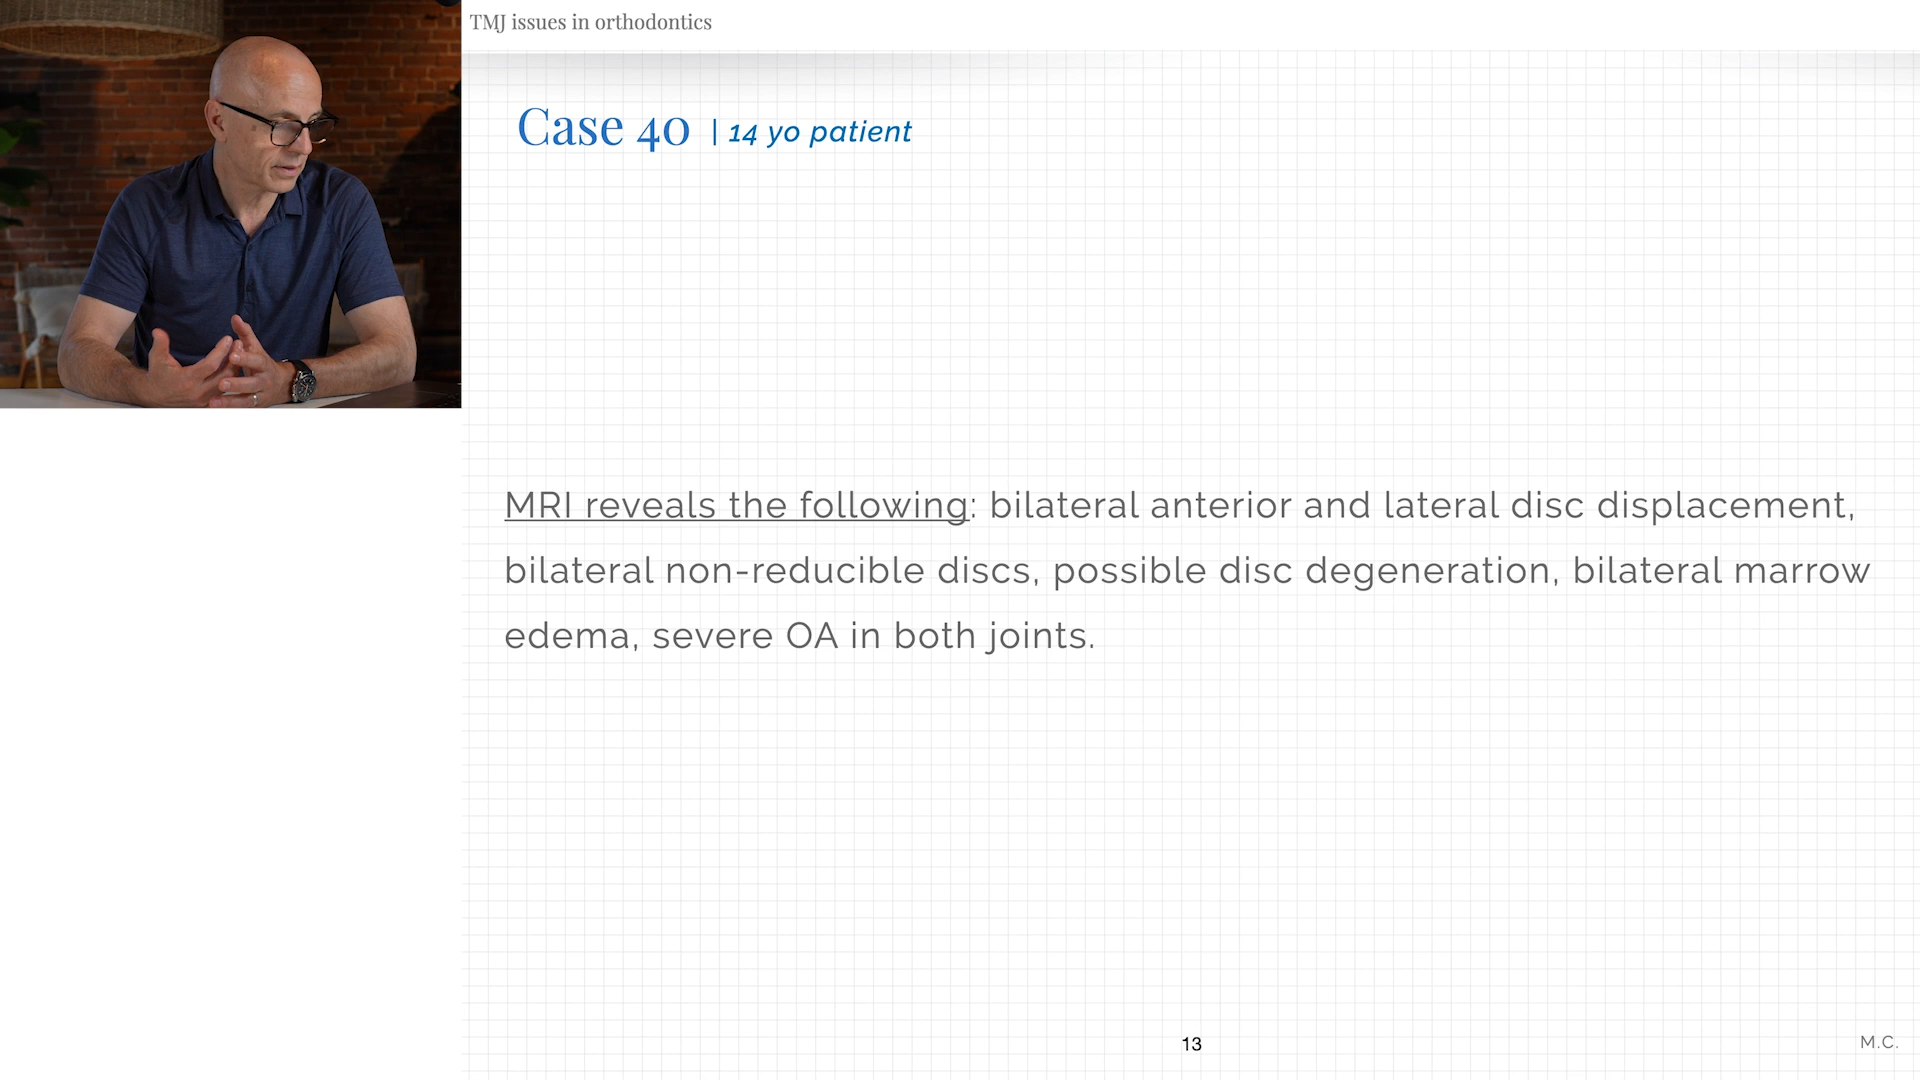 TMJ issues in orthodontics
Case 40 | 14 yo patient
MRI reveals the following: bilateral anterior and lateral disc displacement,
bilateral non-reducible discs, possible disc degeneration, bilateral marrow
edema, severe OA in both joints.
13
M.C.